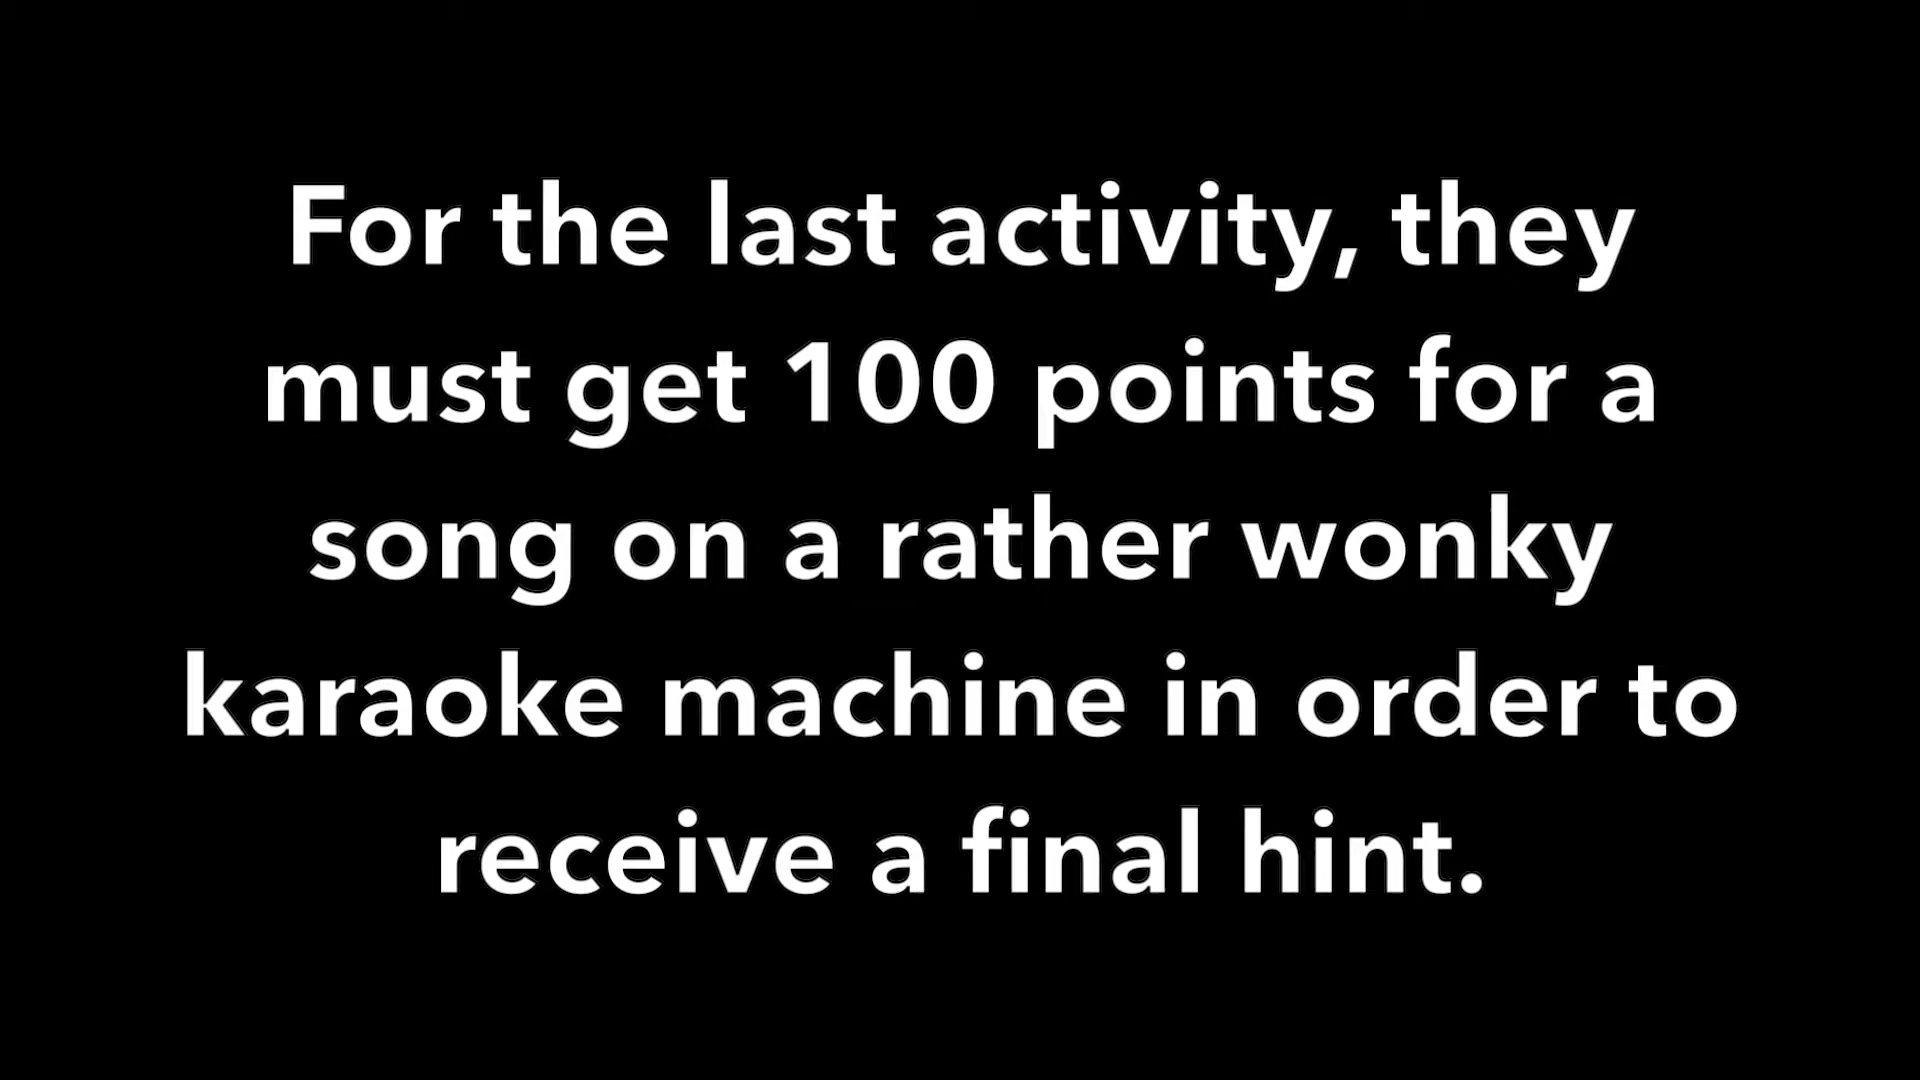 For the last activity, they
must get 100 points for a
song on a rather wonky
karaoke machine in order to
receive a final hint.